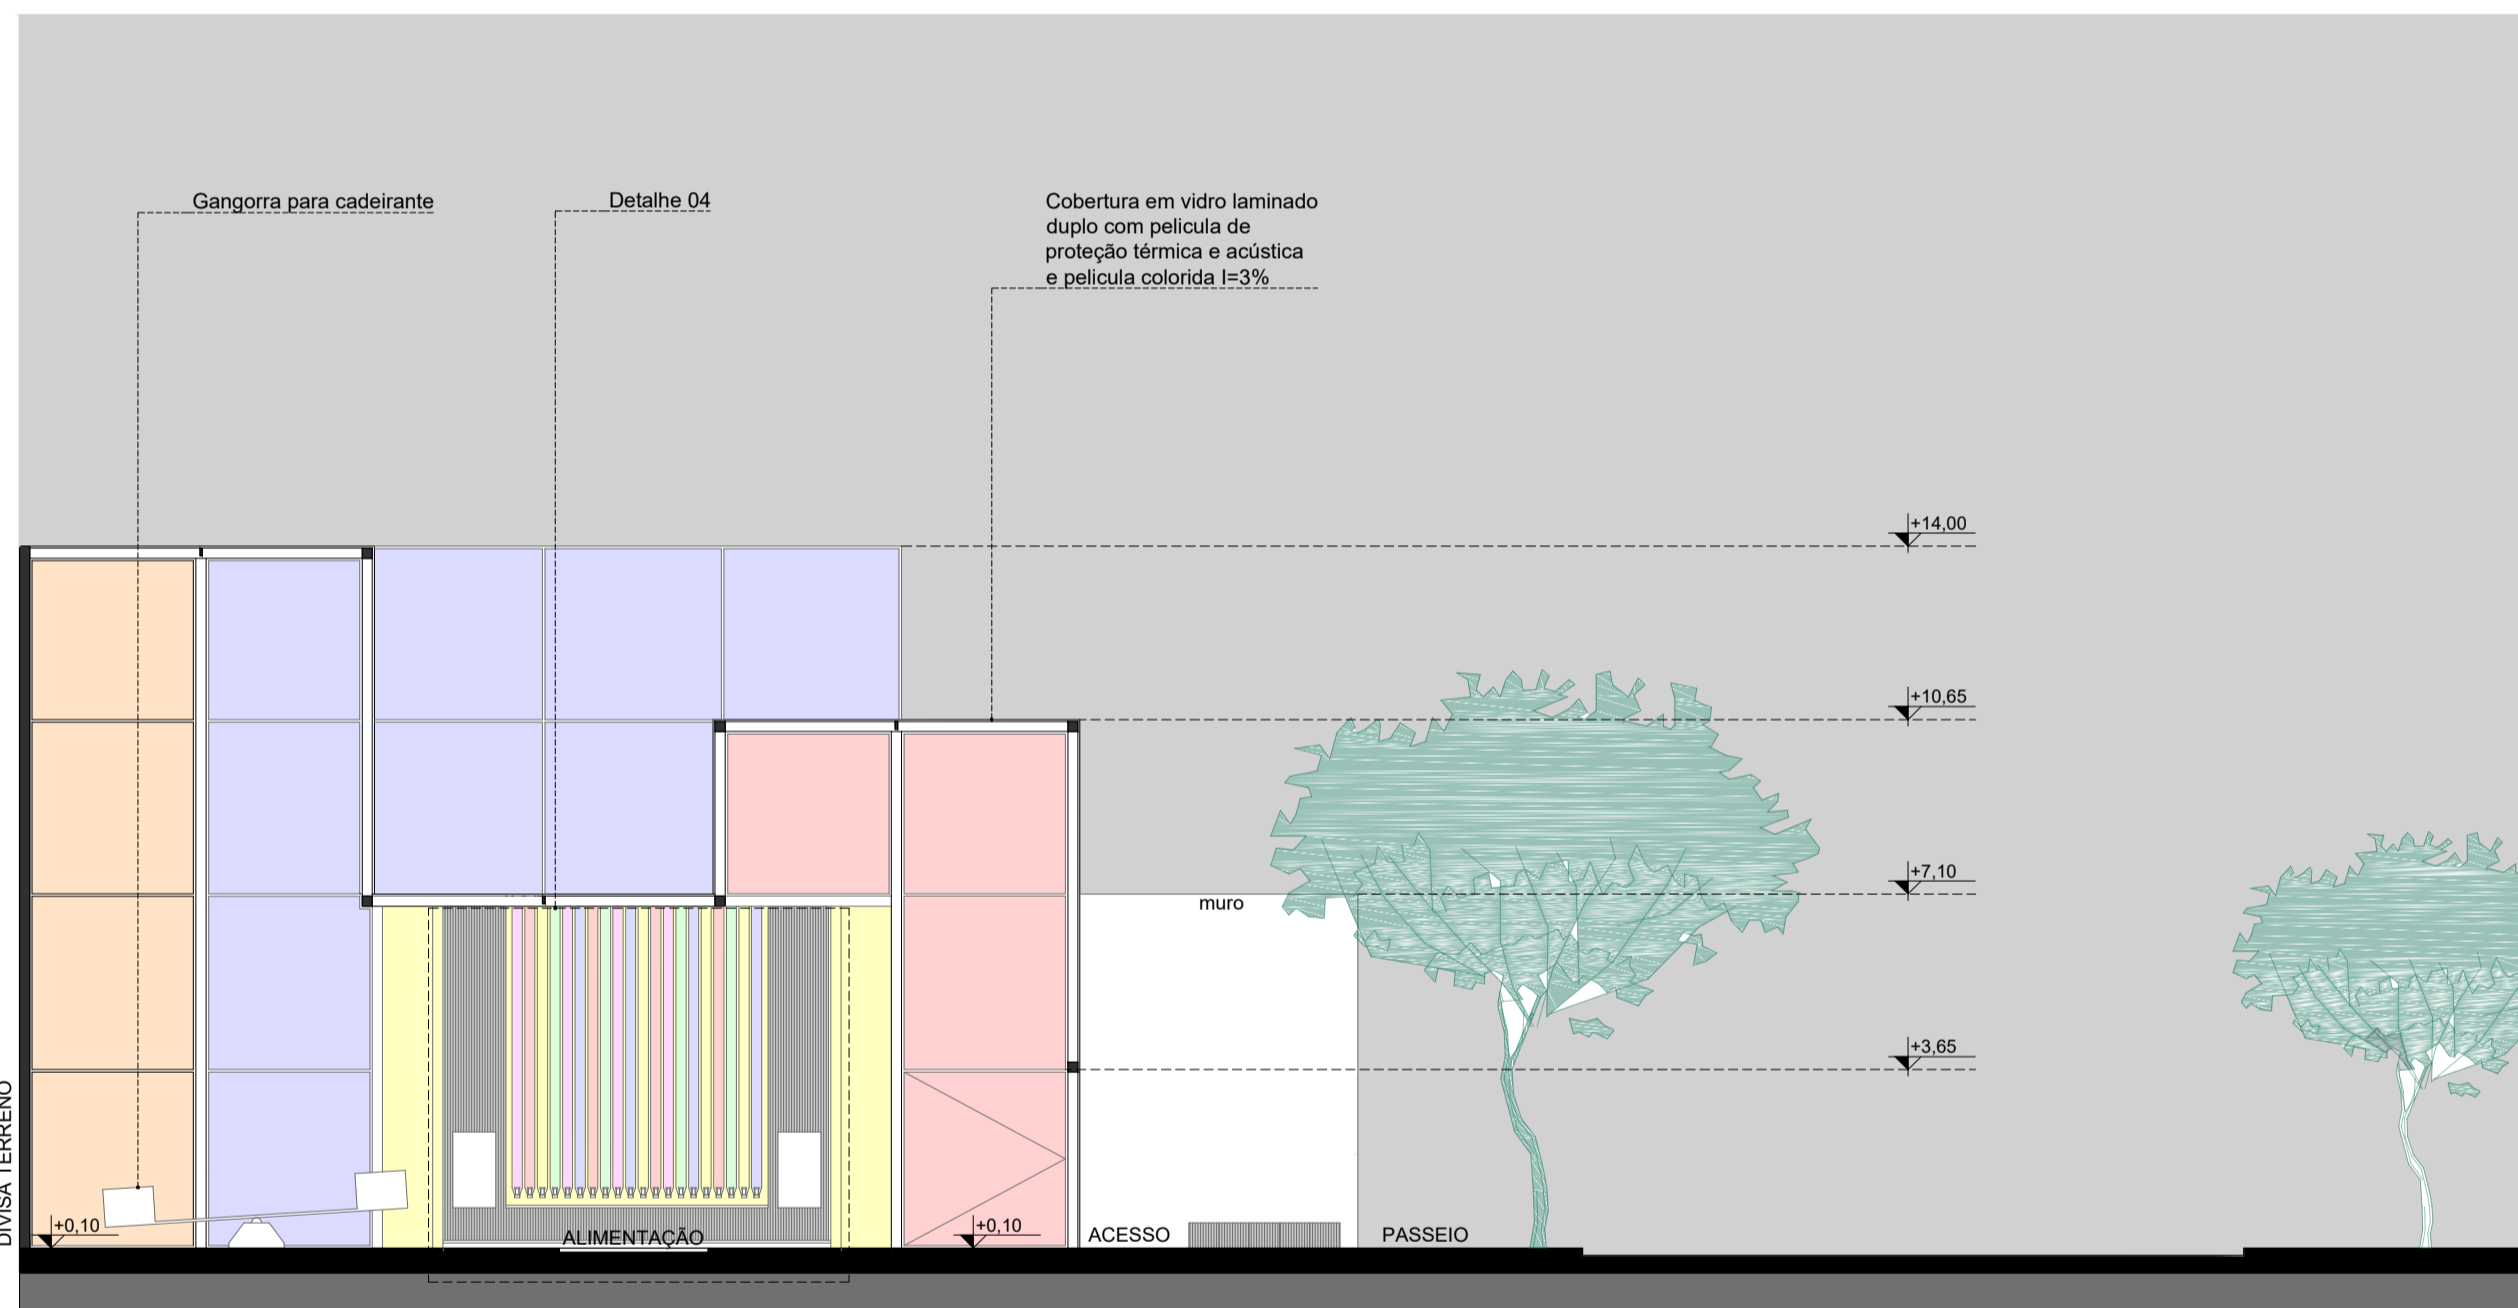 Gangorra para cadeirante
Detalhe 04
Cobertura em vidro laminado
duplo com pelicula de
proteção térmica e acústica
e pelicula colorida I=3%
+14,00
+10,65
+7,10
muro
+3,65
DIVISA TERRENO
+0,10
ALIMENTAÇÃO
+0,10
ACESSO
PASSEIO